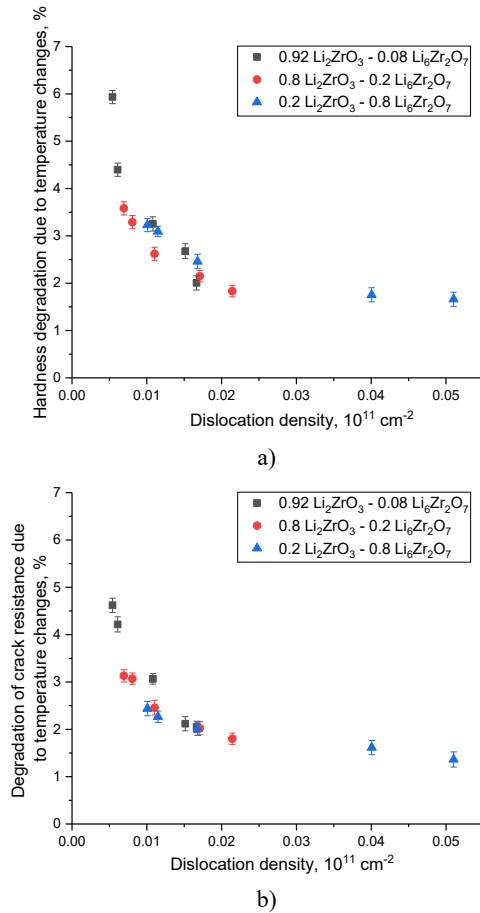 7
6
5
4
3
2
1
0
Hardness degradation due to temperature changes, %
0.92 Li₂ZrO₃ - 0.08 Li₆Zr₂O₇
0.8 Li₂ZrO₃ - 0.2 Li₆Zr₂O₇
0.2 Li₂ZrO₃ - 0.8 Li₆Zr₂O₇
0.00 0.01 0.02 0.03 0.04 0.05
Dislocation density, 10¹¹ cm⁻²
a)
7
6
5
4
3
2
1
0
Degradation of crack resistance due
to temperature changes, %
0.92 Li₂ZrO₃ - 0.08 Li₆Zr₂O₇
0.8 Li₂ZrO₃ - 0.2 Li₆Zr₂O₇
0.2 Li₂ZrO₃ - 0.8 Li₆Zr₂O₇
0.00 0.01 0.02 0.03 0.04 0.05
Dislocation density, 10¹¹ cm⁻²
b)